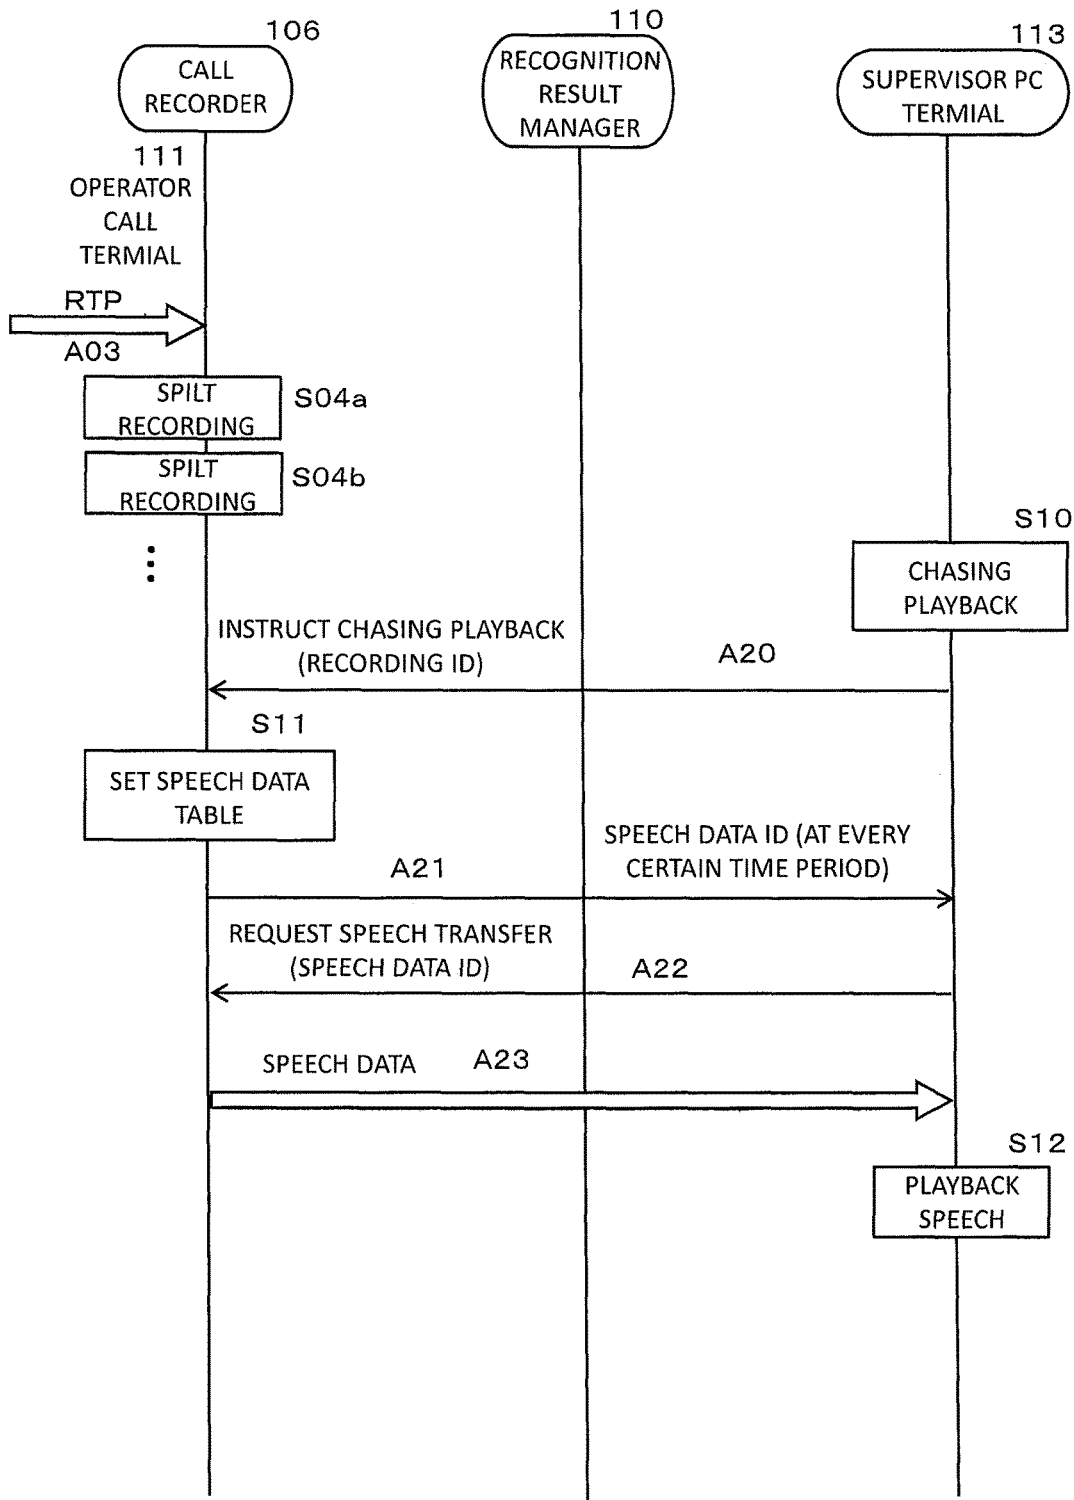 106
CALL
RECORDER
110
RECOGNITION
RESULT
MANAGER
113
SUPERVISOR PC
TERMIAL
111
OPERATOR
CALL
TERMIAL
RTP
A03
SPILT
RECORDING
S04a
SPILT
RECORDING
S04b
S10
CHASING
PLAYBACK
INSTRUCT CHASING PLAYBACK
(RECORDING ID)
A20
S11
SET SPEECH DATA
TABLE
SPEECH DATA ID (AT EVERY
CERTAIN TIME PERIOD)
A21
REQUEST SPEECH TRANSFER
(SPEECH DATA ID)
A22
SPEECH DATA
A23
S12
PLAYBACK
SPEECH